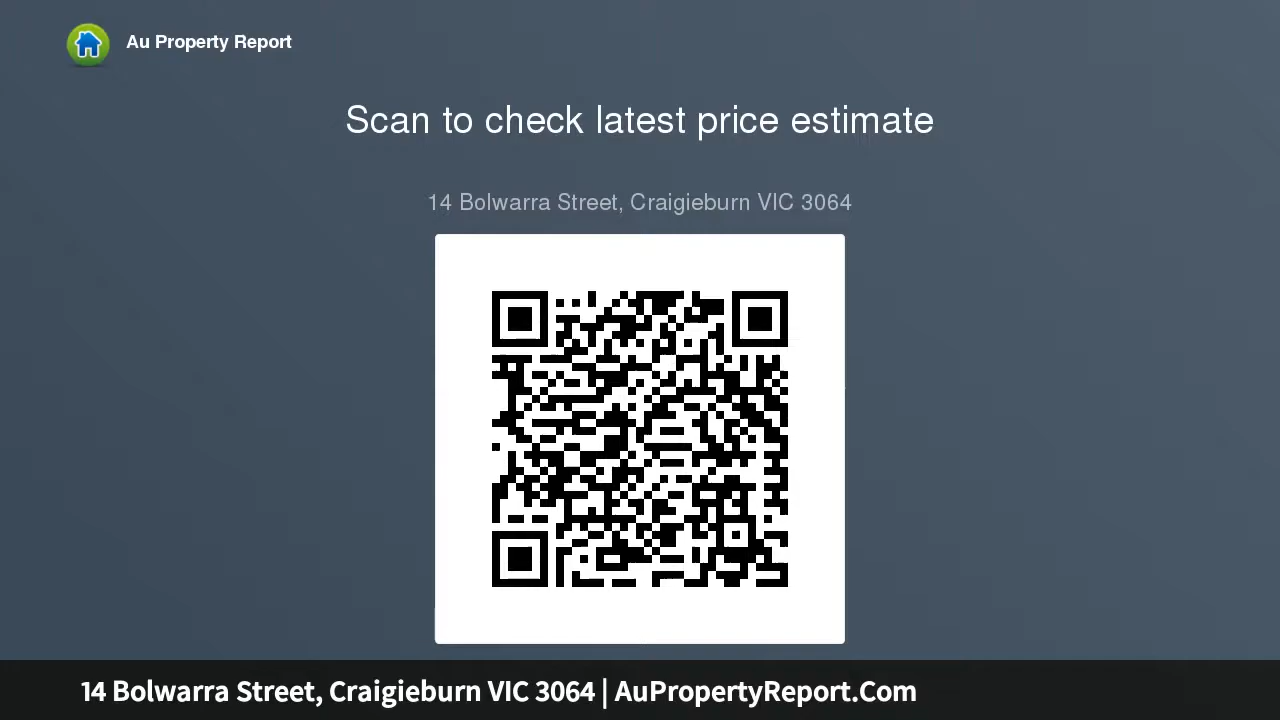 Au Property Report
Scan to check latest price estimate
14 Bolwarra Street, Craigieburn VIC 3064
14 Bolwarra Street, Craigieburn VIC 3064 | AuPropertyReport.Com